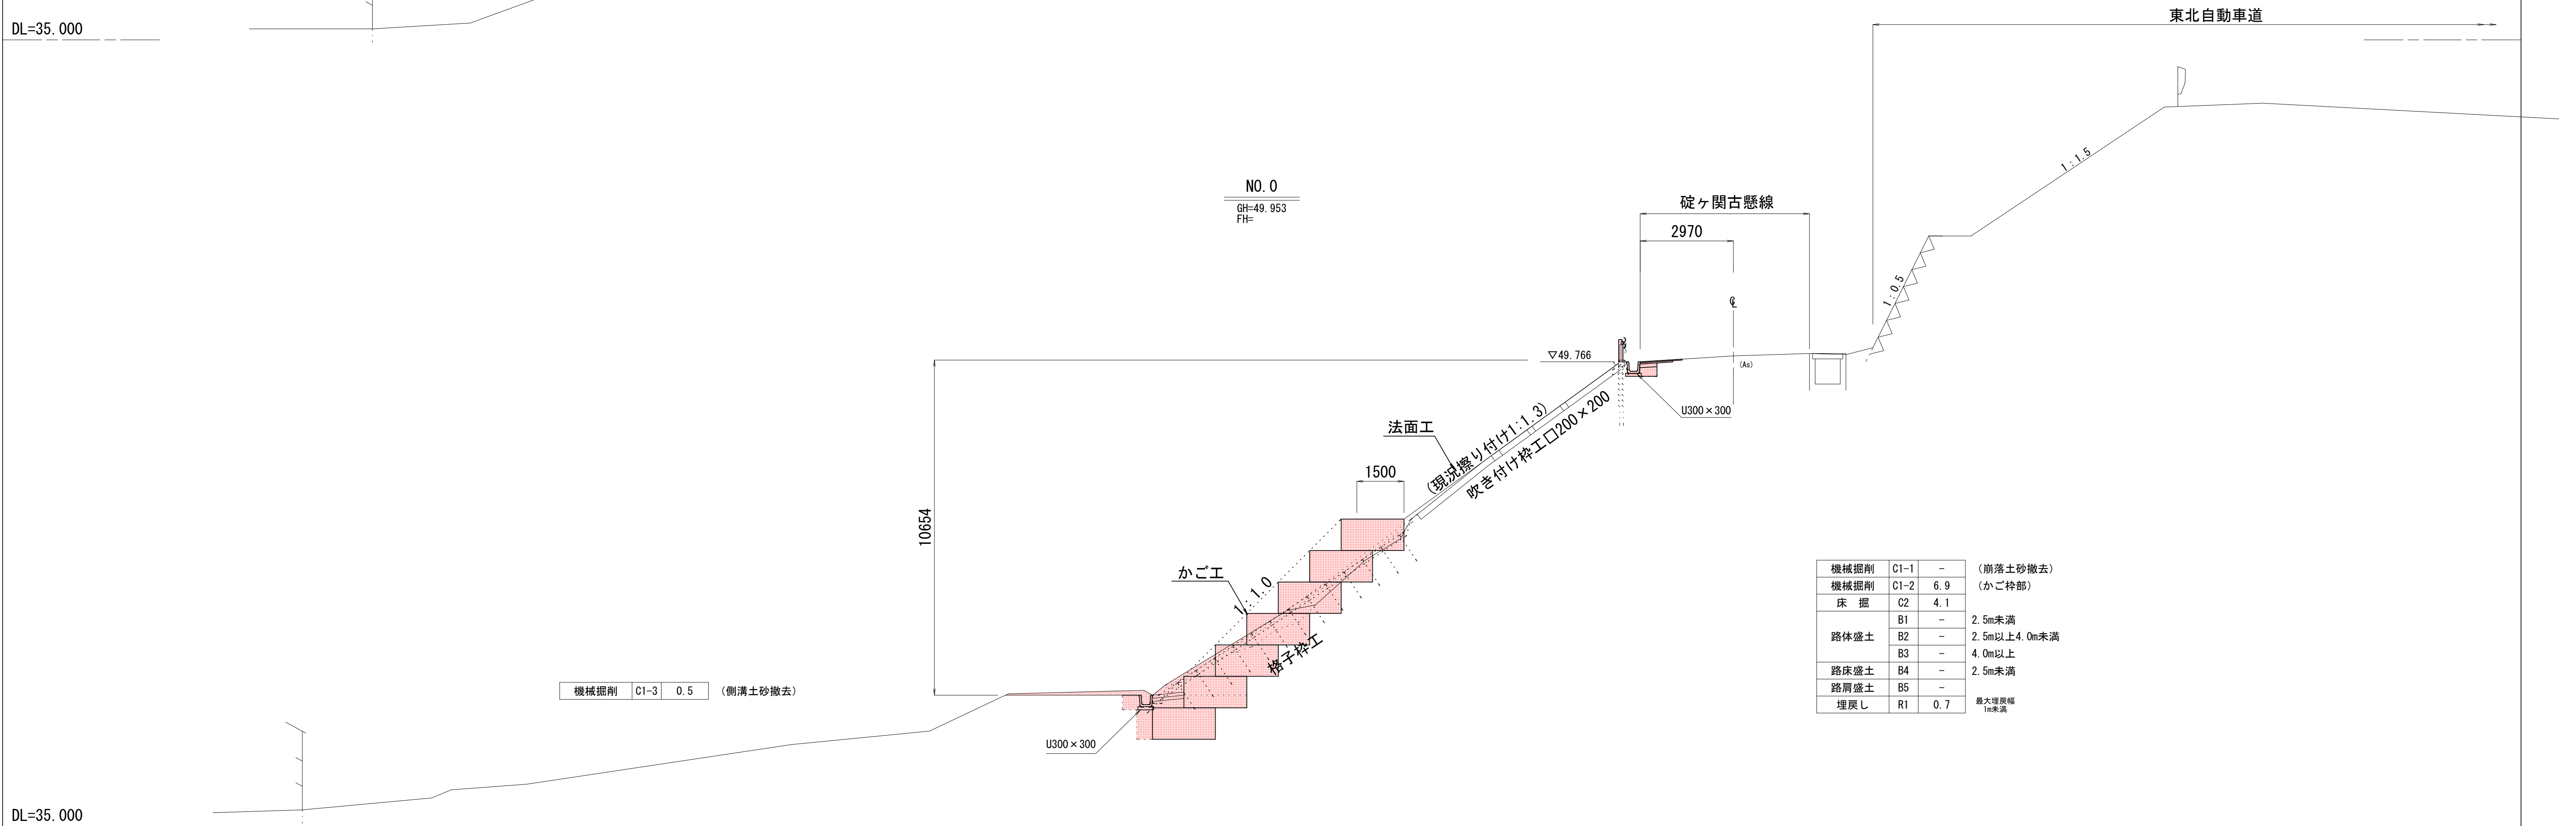 DL=35.000
東北自動車道
1:1.5
NO.0
GH=49.953
FH=
碇ヶ関古懸線
2970
1:0.5
℄
▽49.766
(As)
U300×300
(現況擦り付け1:1.3)
吹き付け枠工□200×200
法面工
1500
10654
かご工
1:1.0
格子枠工
機械掘削 C1-1 - (崩落土砂撤去)
機械掘削 C1-2 6.9 (かご枠部)
床 掘 C2 4.1
路体盛土 B1 - 2.5m未満
B2 - 2.5m以上4.0m未満
B3 - 4.0m以上
路床盛土 B4 - 2.5m未満
路肩盛土 B5 -
埋戻し R1 0.7 最大埋戻幅
1m未満
機械掘削 C1-3 0.5 (側溝土砂撤去)
U300×300
DL=35.000